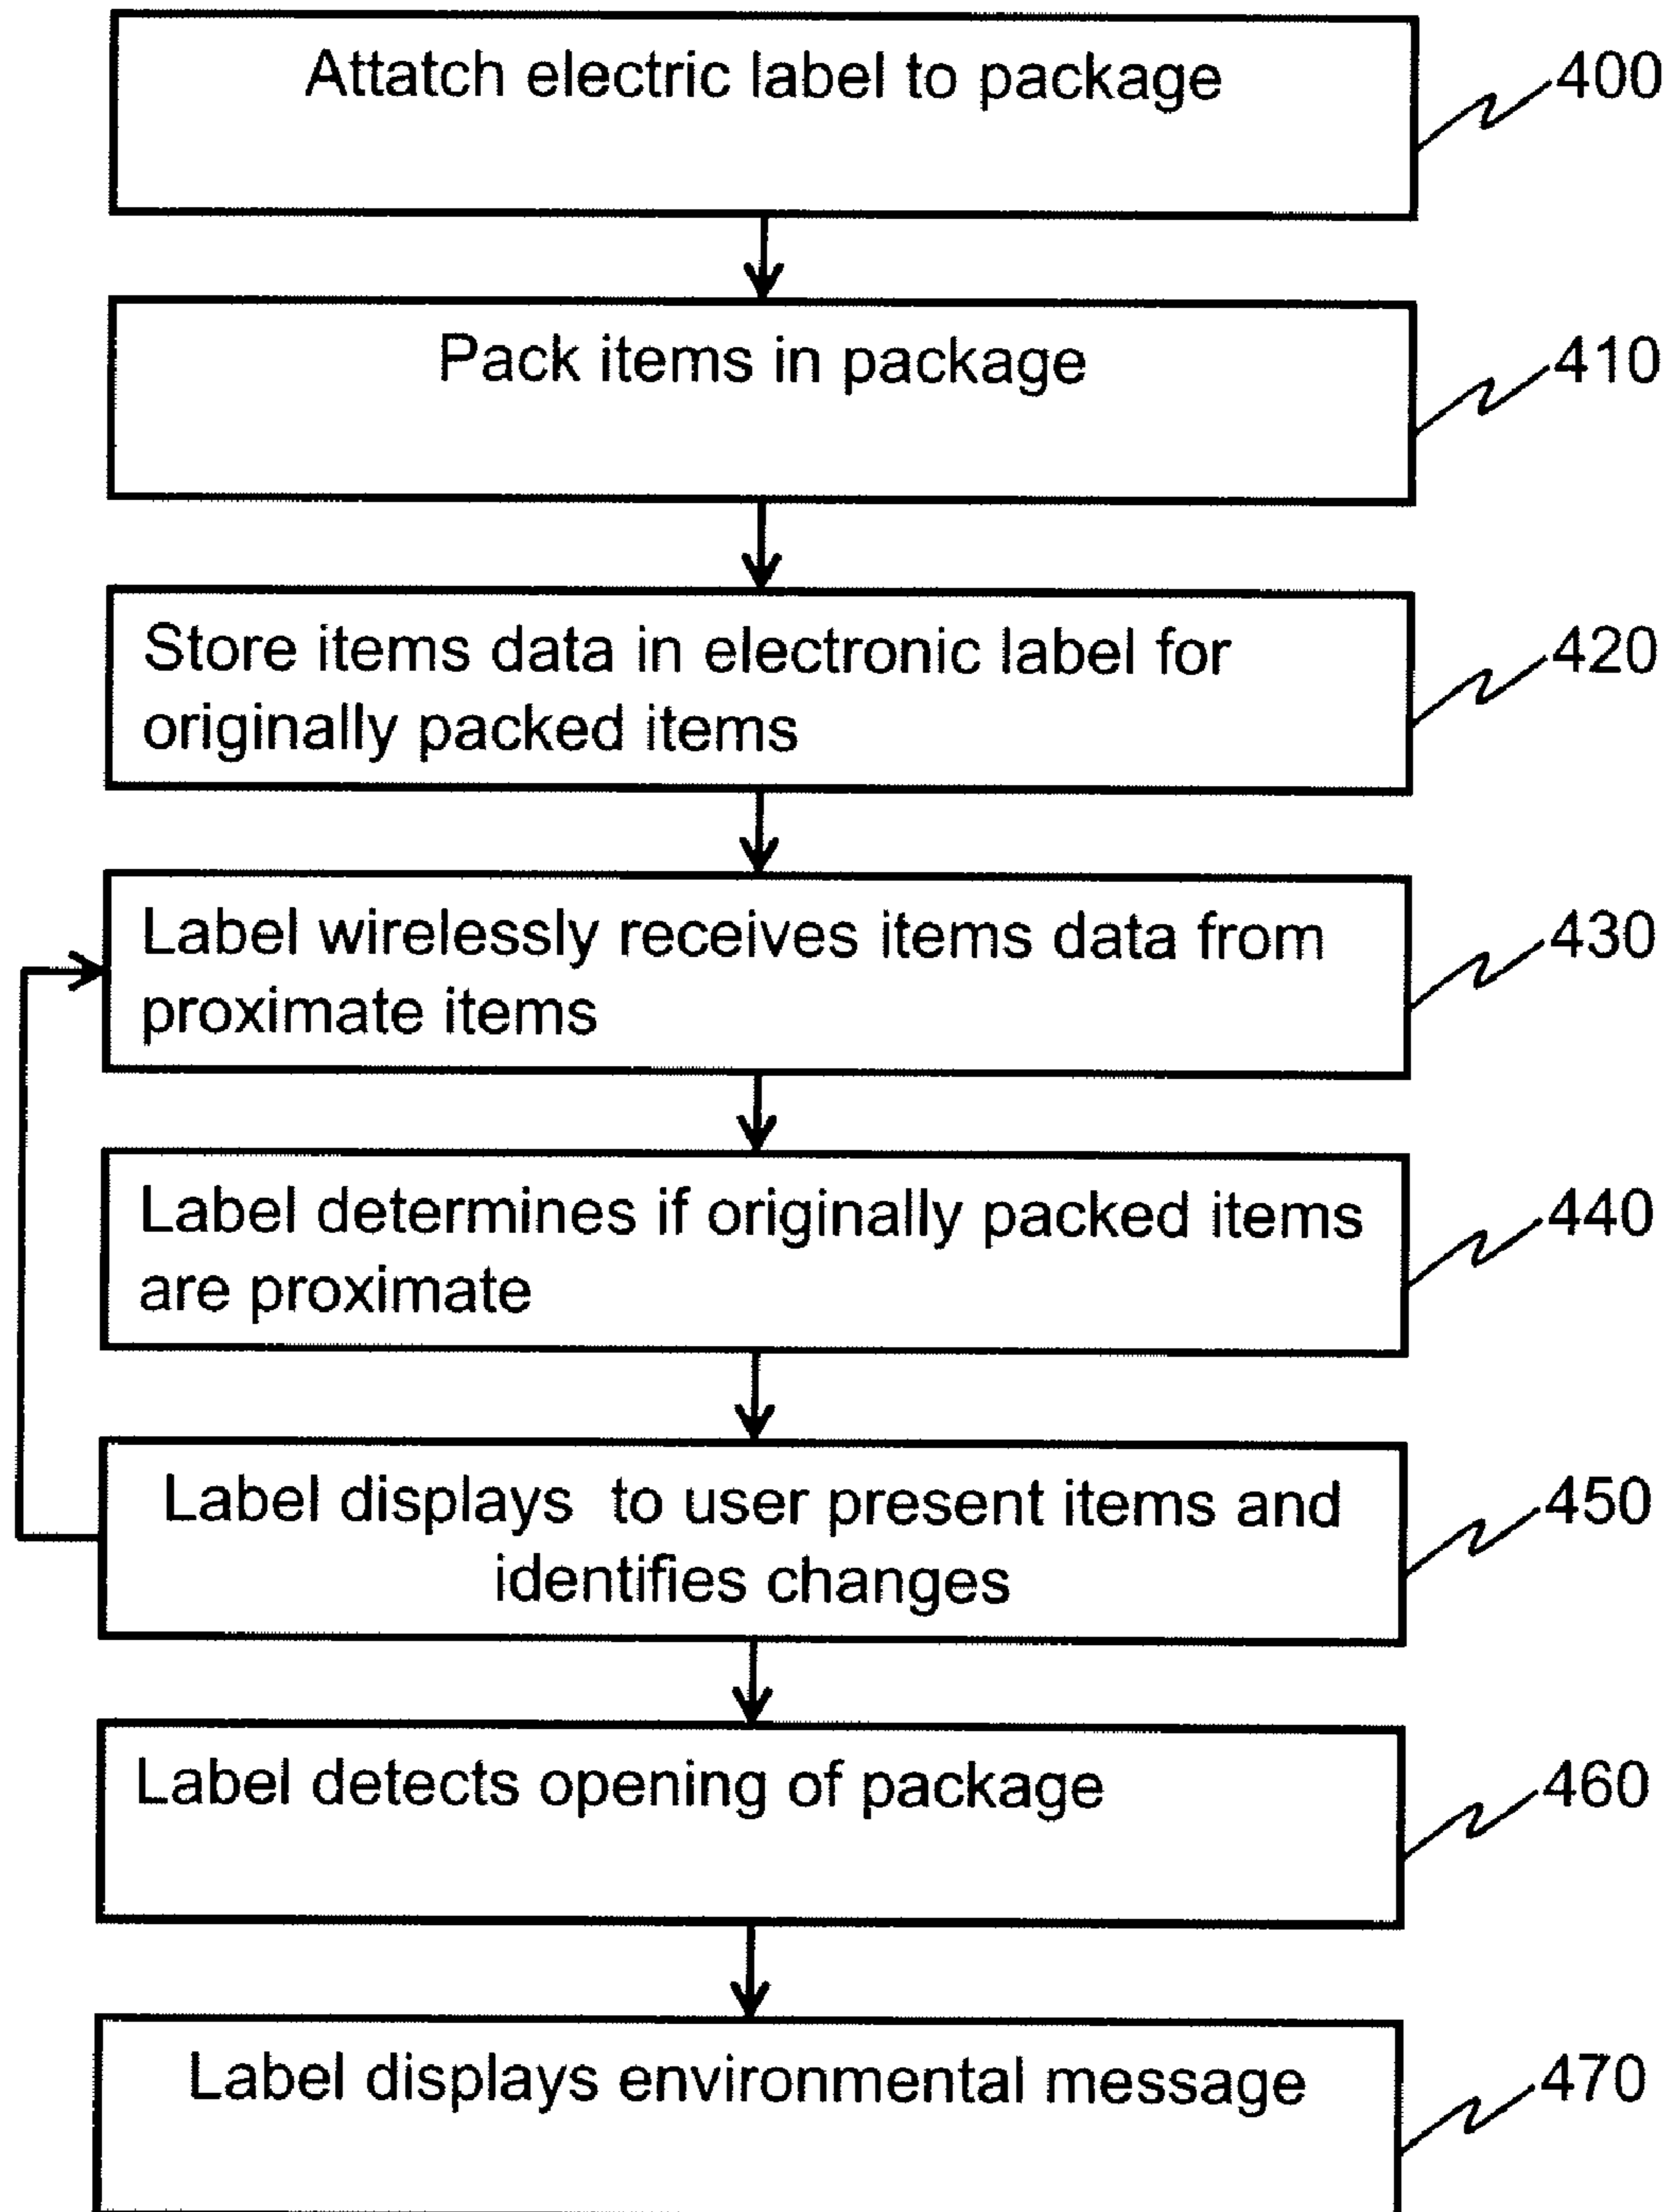 Attatch electric label to package
400
Pack items in package
410
Store items data in electronic label for
originally packed items
420
Label wirelessly receives items data from
proximate items
430
Label determines if originally packed items
are proximate
440
Label displays  to user present items and
identifies changes
450
Label detects opening of package
460
Label displays environmental message
470